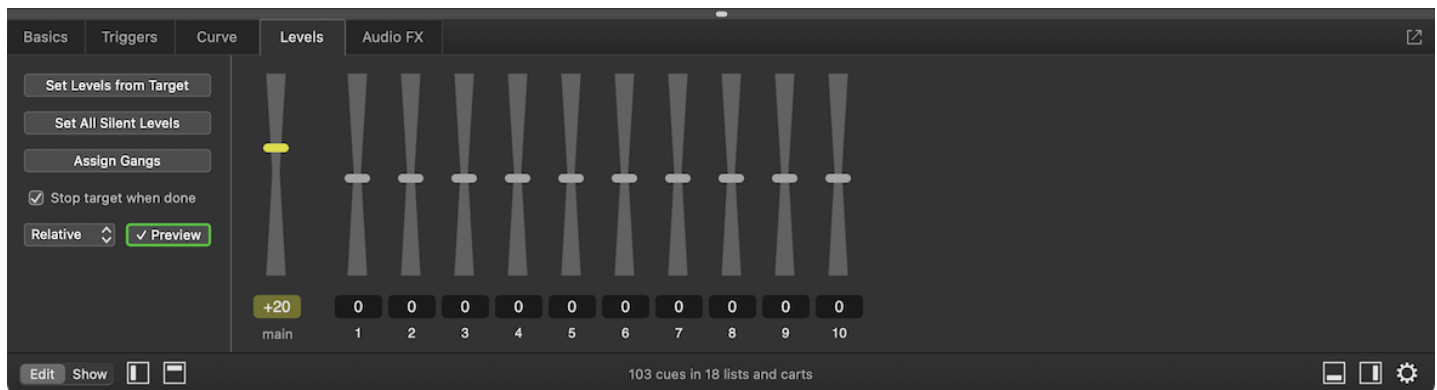 Basics Triggers Curve Levels Audio FX
Set Levels from Target
Set All Silent Levels
Assign Gangs
Stop target when done
Relative ✓ Preview
+20 0 0 0 0 0 0 0 0 0 0
main 1 2 3 4 5 6 7 8 9 10
Edit Show 103 cues in 18 lists and carts